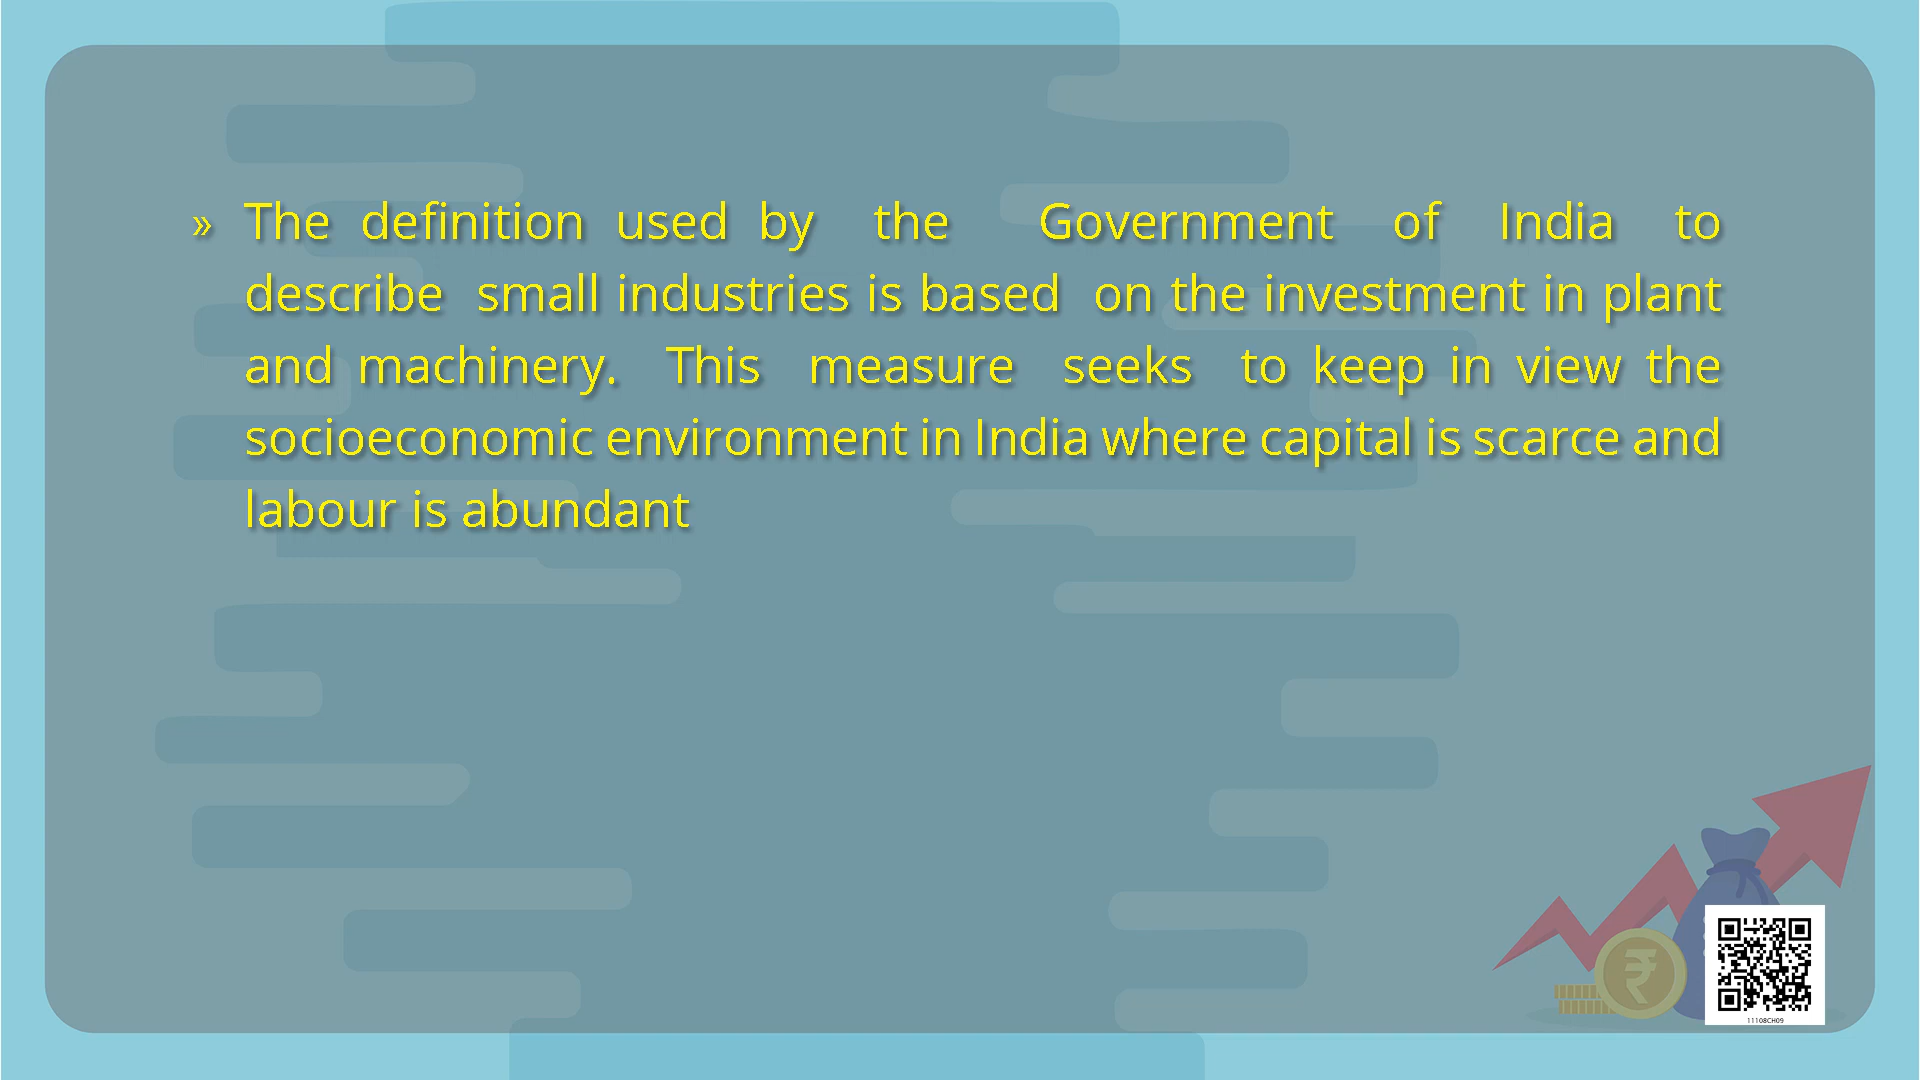 » The definition used by the Government of India to
describe small industries is based on the investment in plant
and machinery. This measure seeks to keep in view the
socioeconomic environment in India where capital is scarce and
labour is abundant
₹
11108CH09